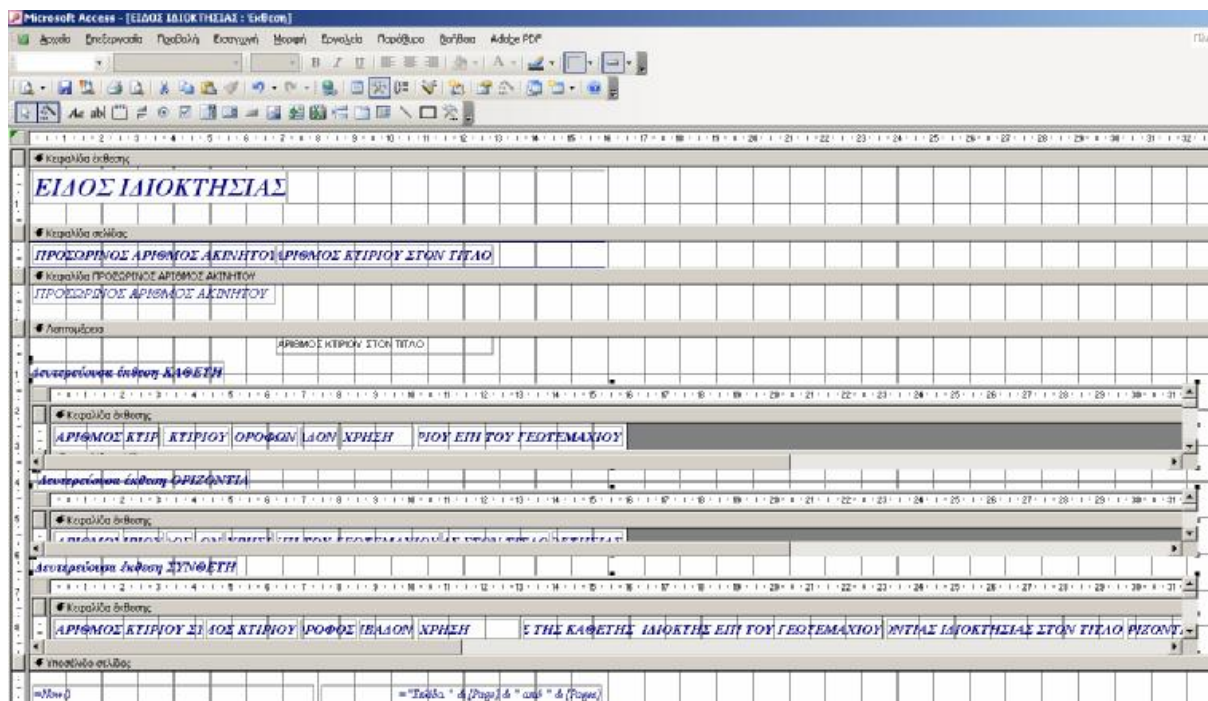 Microsoft Access - [ΕΙΔΟΣ ΙΔΙΟΚΤΗΣΙΑΣ : Έκθεση]
Αρχείο Επεξεργασία Προβολή Εισαγωγή Μορφή Εργαλεία Παράθυρο Βοήθεια Adobe PDF
Κεφαλίδα έκθεσης
ΕΙΔΟΣ ΙΔΙΟΚΤΗΣΙΑΣ
Κεφαλίδα σελίδας
ΠΡΟΣΩΡΙΝΟΣ ΑΡΙΘΜΟΣ ΑΚΙΝΗΤΟΥ ΑΡΙΘΜΟΣ ΚΤΙΡΙΟΥ ΣΤΟΝ ΤΙΤΛΟ
Κεφαλίδα ΠΡΟΣΩΡΙΝΟΣ ΑΡΙΘΜΟΣ ΑΚΙΝΗΤΟΥ
ΠΡΟΣΩΡΙΝΟΣ ΑΡΙΘΜΟΣ ΑΚΙΝΗΤΟΥ
Λεπτομέρεια
ΑΡΙΘΜΟΣ ΚΤΙΡΙΟΥ ΣΤΟΝ ΤΙΤΛΟ
Δευτερεύουσα έκθεση ΚΑΘΕΤΗ
Κεφαλίδα έκθεσης
ΑΡΙΘΜΟΣ ΚΤΙΡ ΚΤΙΡΙΟΥ ΟΡΟΦΩΝ ΔΟΝ ΧΡΗΣΗ ΡΙΟΥ ΕΠΙ ΤΟΥ ΓΕΩΤΕΜΑΧΙΟΥ
Δευτερεύουσα έκθεση ΟΡΙΖΟΝΤΙΑ
Κεφαλίδα έκθεσης
Δευτερεύουσα έκθεση ΣΥΝΘΕΤΗ
Κεφαλίδα έκθεσης
ΑΡΙΘΜΟΣ ΚΤΙΡΙΟΥ ΣΙ ΔΟΣ ΚΤΙΡΙΟΥ ΟΡΟΦΟΣ ΙΒΑΔΟΝ ΧΡΗΣΗ Σ ΤΗΣ ΚΑΘΕΤΗΣ ΙΔΙΟΚΤΗΣ ΕΠΙ ΤΟΥ ΓΕΩΤΕΜΑΧΙΟΥ ΟΝΤΙΑΣ ΙΔΙΟΚΤΗΣΙΑΣ ΣΤΟΝ ΤΙΤΛΟ ΡΙΖΟΝΤ
Υποσέλιδο σελίδας
=Now() ="Σελίδα " & [Page] & " από " & [Pages]